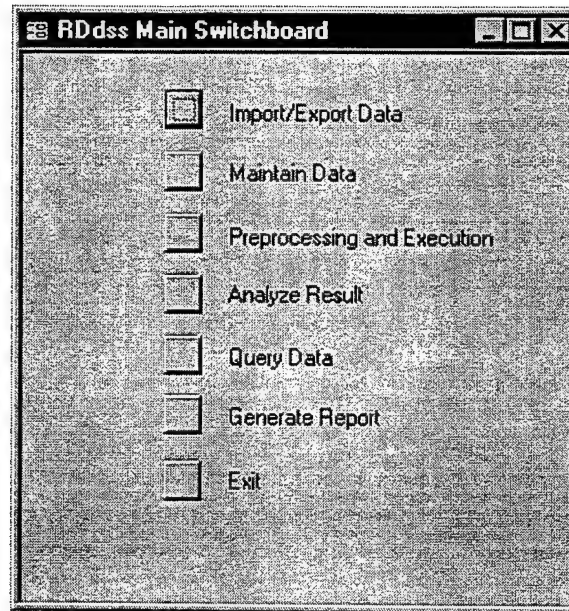 RDdss Main Switchboard
Import/Export Data
Maintain Data
Preprocessing and Execution
Analyze Result
Query Data
Generate Report
Exit